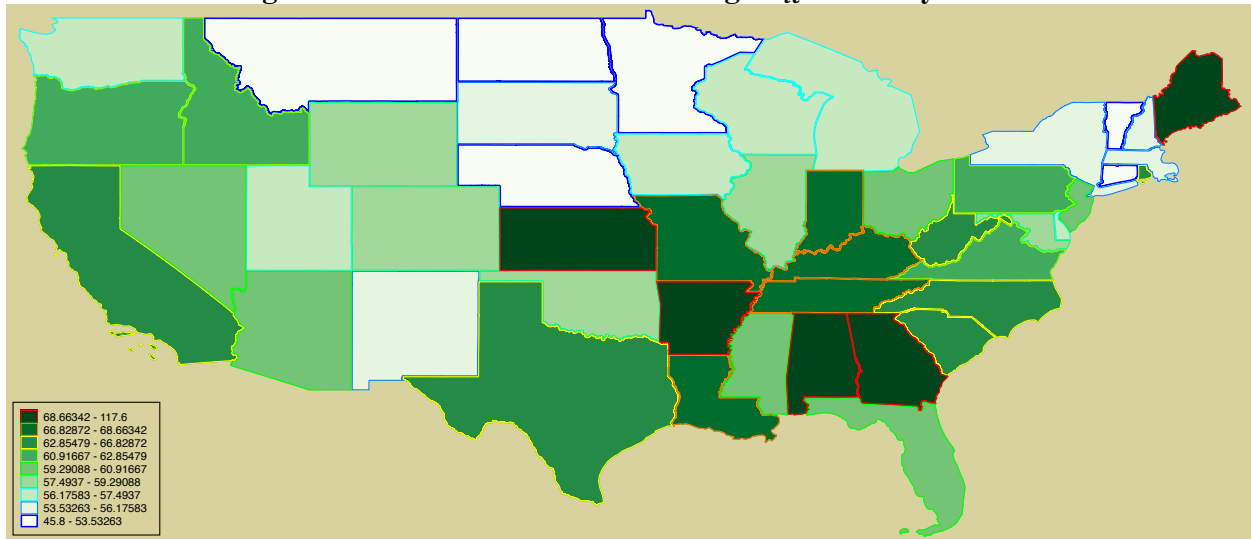 68.66342 - 117.6
66.82872 - 68.66342
62.85479 - 66.82872
60.91667 - 62.85479
59.29088 - 60.91667
57.4937 - 59.29088
56.17583 - 57.4937
53.53263 - 56.17583
45.8 - 53.53263